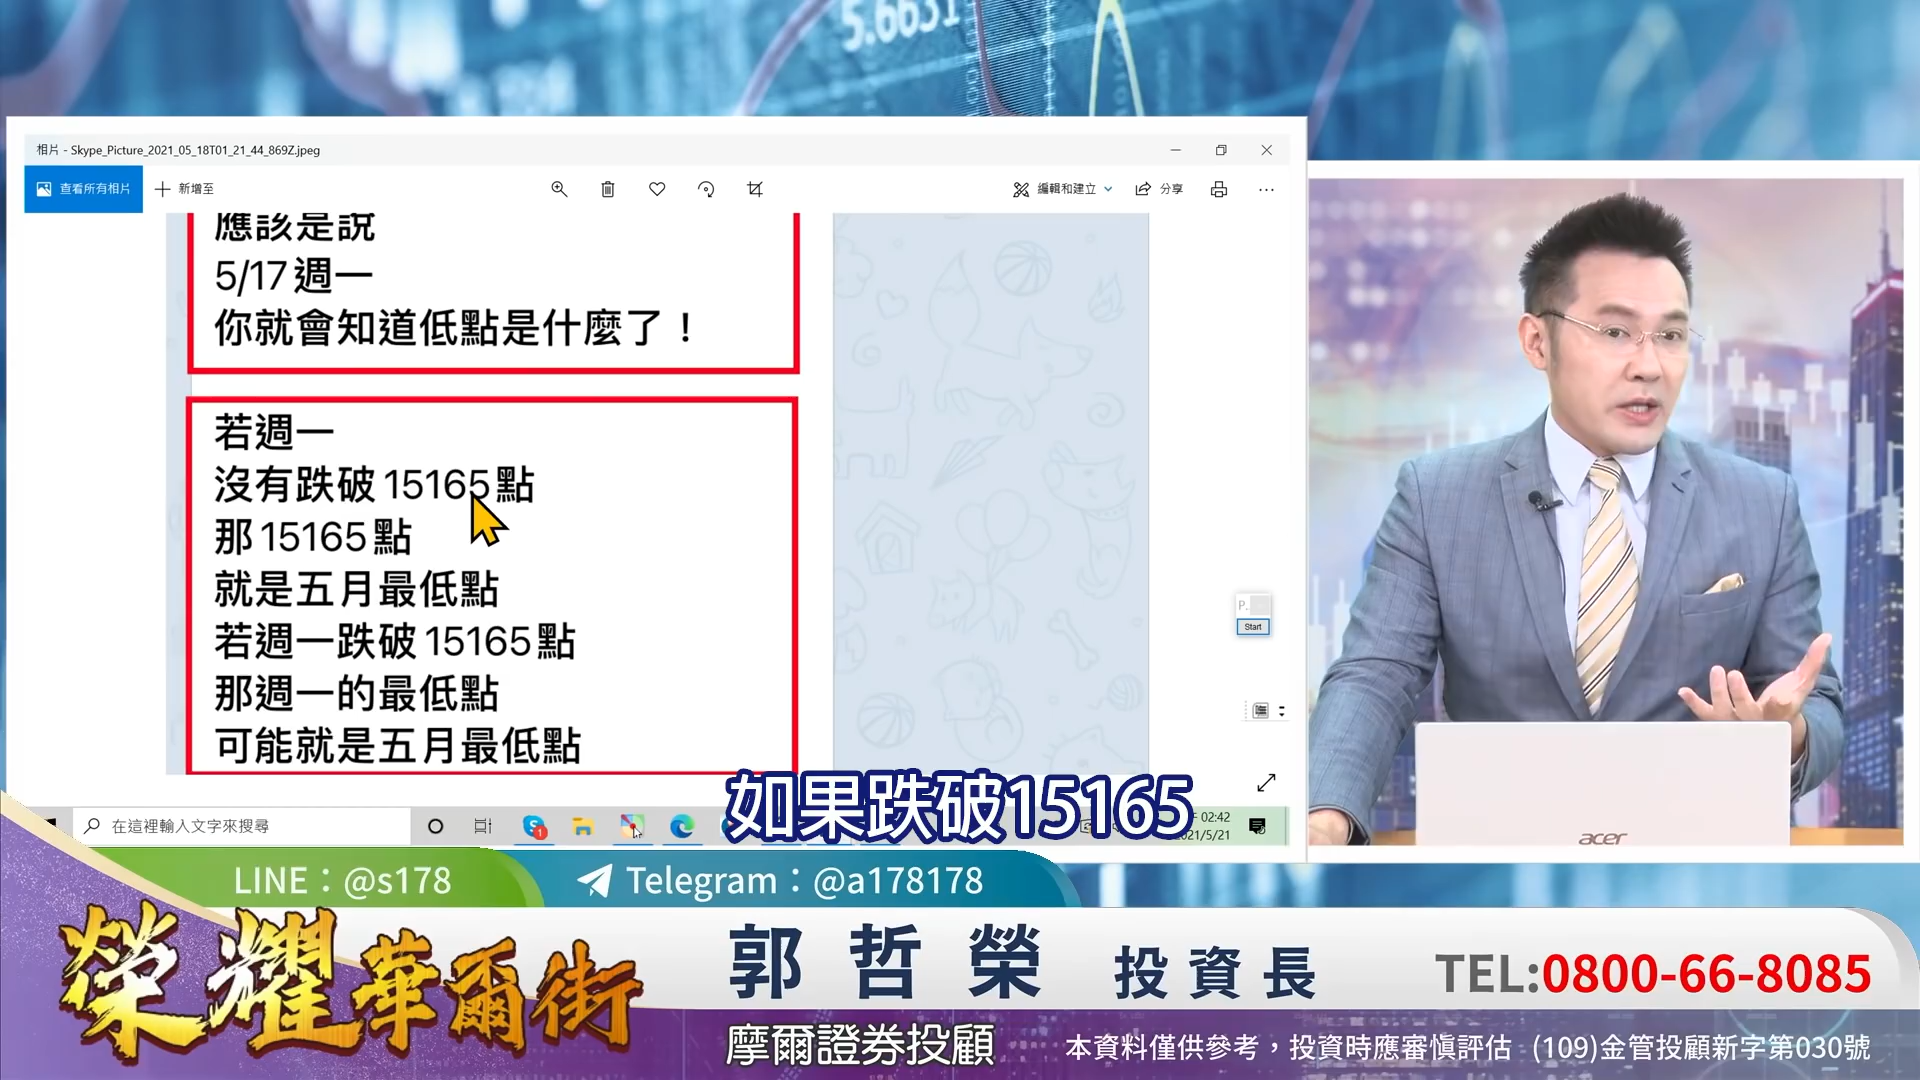 5.6631
相片 - Skype_Picture_2021_05_18T01_21_44_869Z.jpeg
查看所有相片
新增至
編輯和建立
分享
應該是說
5/17 週一
你就會知道低點是什麼了！
若週一
沒有跌破 15165點
那 15165 點
就是五月最低點
若週一跌破 15165 點
那週一的最低點
可能就是五月最低點
P.
Start
如果跌破15165
在這裡輸入文字來搜尋
1
02:42
2021/5/21
acer
LINE：@s178
Telegram：@a178178
榮耀華爾街
郭哲榮 投資長
TEL:0800-66-8085
摩爾證券投顧
本資料僅供參考，投資時應審慎評估 (109)金管投顧新字第030號